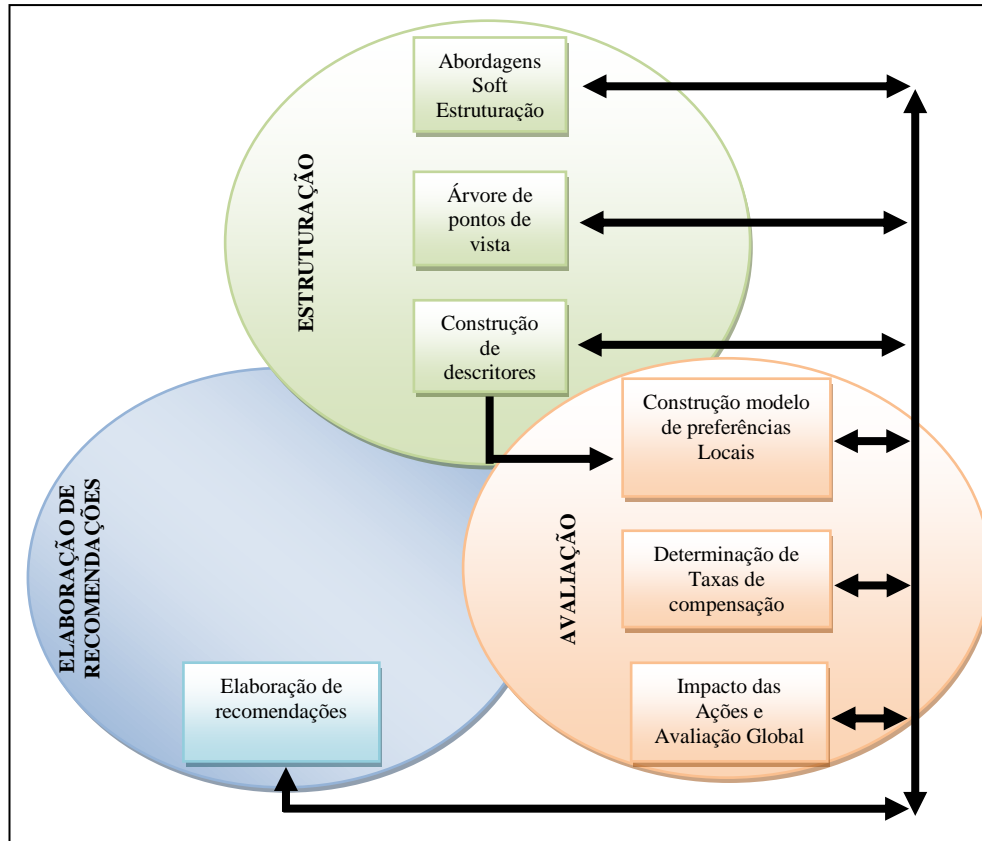 Abordagens
Soft
Estruturação
ESTRUTURAÇÃO
Árvore de
pontos de
vista
Construção
de
descritores
Construção modelo
de preferências
Locais
AVALIAÇÃO
Determinação de
Taxas de
compensação
Impacto das
Ações e
Avaliação Global
ELABORAÇÃO DE
RECOMENDAÇÕES
Elaboração de
recomendações